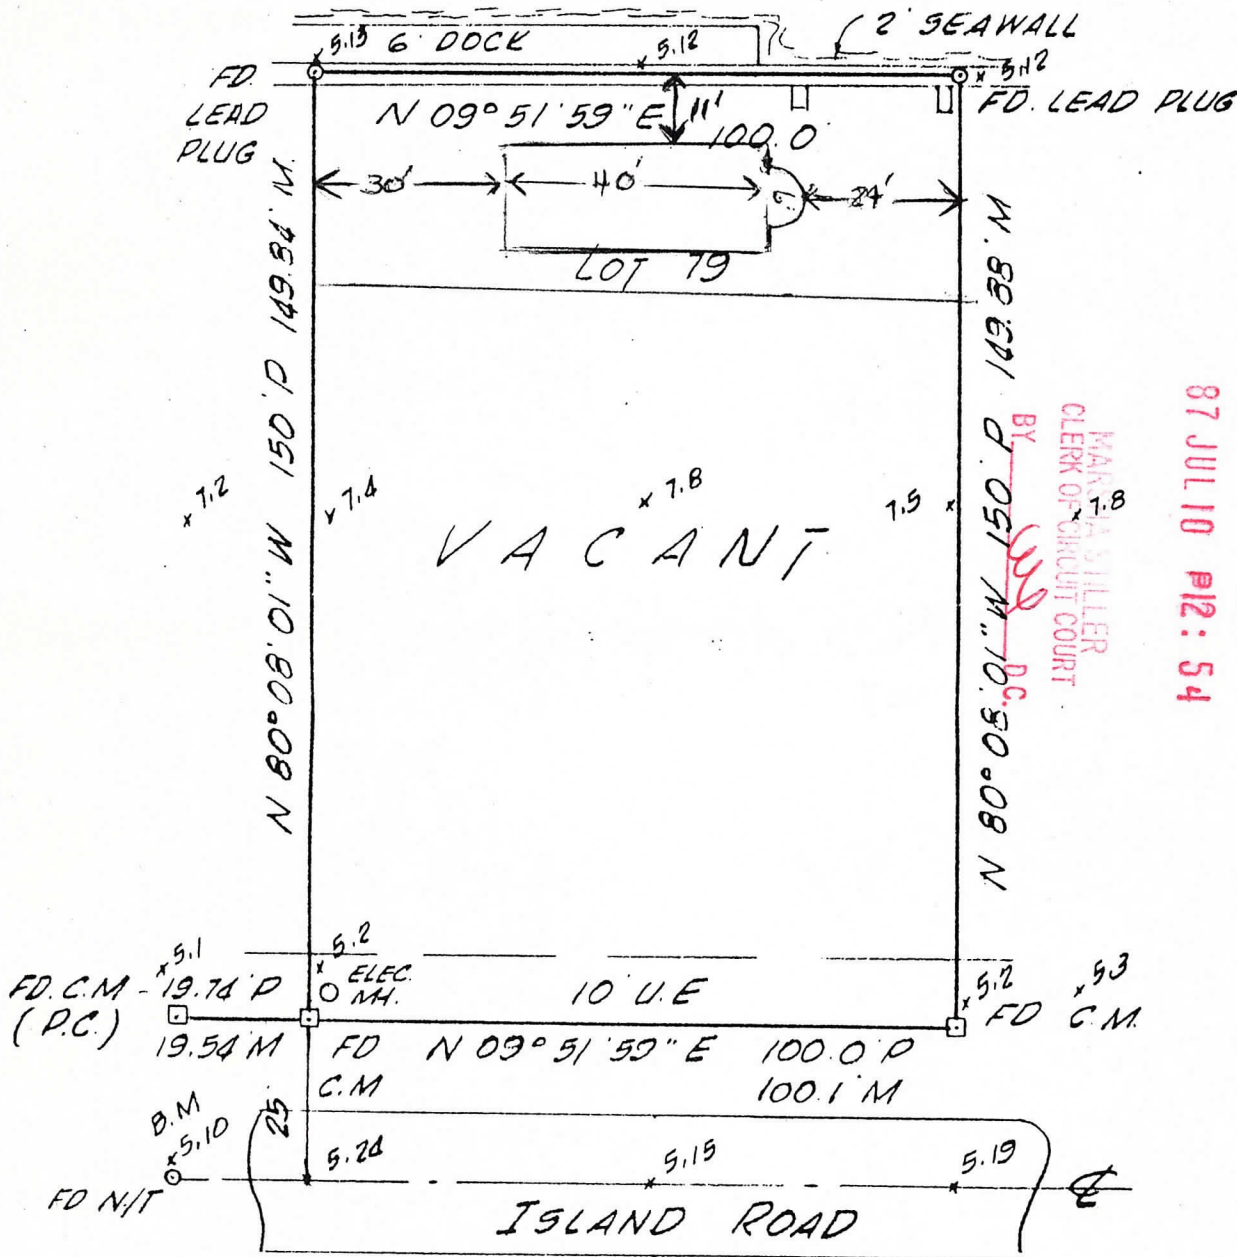 2' SEAWALL
5.13 6' DOCK 5.12 5.12
FD.
LEAD
PLUG
FD. LEAD PLUG
N 09° 51' 59" E 11'
100.0
30' 40' 24'
LOT 79
N 80° 08' 01" W 150' P 149.84' M.
N 80° 08' 01" W 150' P 149.88' M
87 JUL 10 P12:54
MARSHA STILLER
CLERK OF CIRCUIT COURT
BY D.C.
7.2 7.4 7.8 7.5 7.8
VACANT
5.1 5.2 5.2 5.3
ELEC.
MH.
10' U.E
FD. C.M - 19.74' P
(P.C.)
19.54' M
FD
C.M
N 09° 51' 59" E 100.0' P
100.1' M
FD C.M.
25
B.M
5.10
5.24 5.15 5.19
FD N/T
ISLAND ROAD